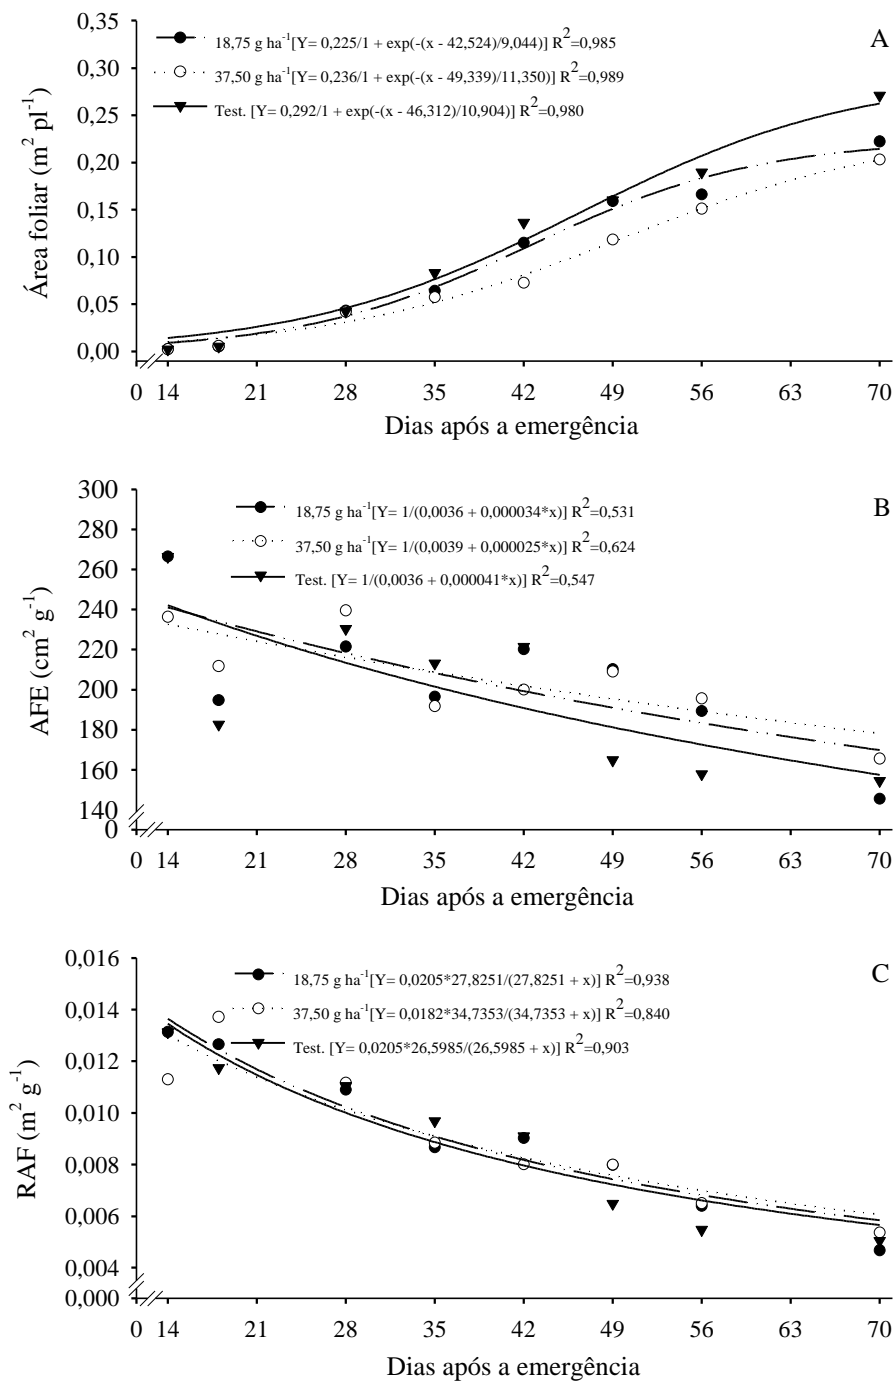 0,35
0,30
0,25
0,20
0,15
0,10
0,05
0,00
Área foliar (m² pl⁻¹)
18,75 g ha⁻¹[Y= 0,225/1 + exp(-(x - 42,524)/9,044)] R²=0,985
37,50 g ha⁻¹[Y= 0,236/1 + exp(-(x - 49,339)/11,350)] R²=0,989
Test. [Y= 0,292/1 + exp(-(x - 46,312)/10,904)] R²=0,980
A
0 14 21 28 35 42 49 56 63 70
Dias após a emergência
300
280
260
240
220
200
180
160
140
0
AFE (cm² g⁻¹)
18,75 g ha⁻¹[Y= 1/(0,0036 + 0,000034*x)] R²=0,531
37,50 g ha⁻¹[Y= 1/(0,0039 + 0,000025*x)] R²=0,624
Test. [Y= 1/(0,0036 + 0,000041*x)] R²=0,547
B
0 14 21 28 35 42 49 56 63 70
Dias após a emergência
0,016
0,014
0,012
0,010
0,008
0,006
0,004
0,000
RAF (m² g⁻¹)
18,75 g ha⁻¹[Y= 0,0205*27,8251/(27,8251 + x)] R²=0,938
37,50 g ha⁻¹[Y= 0,0182*34,7353/(34,7353 + x)] R²=0,840
Test. [Y= 0,0205*26,5985/(26,5985 + x)] R²=0,903
C
0 14 21 28 35 42 49 56 63 70
Dias após a emergência